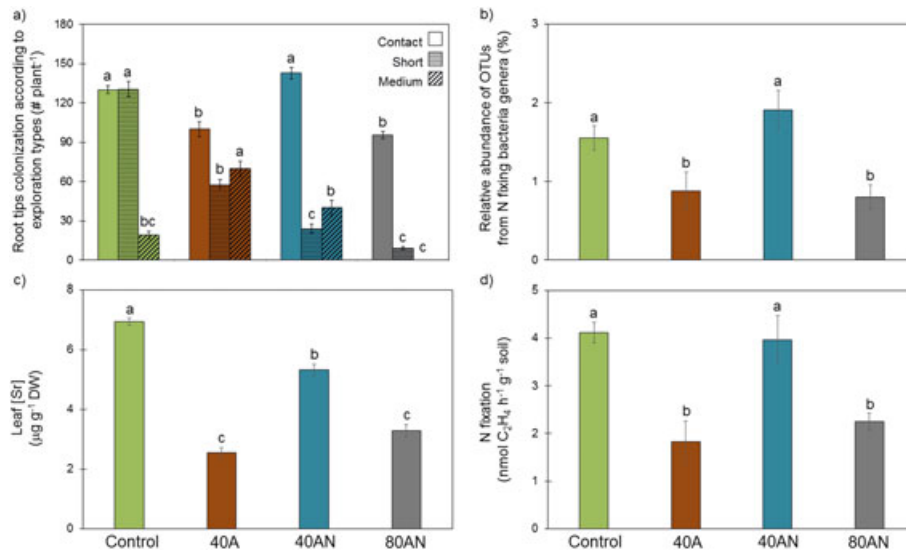 a)
Root tips colonization according to
exploration types (# plant⁻¹)
180
150
120
90
60
30
0
Contact
Short
Medium
a
a
bc
b
b
a
a
c
b
b
c
c
b)
Relative abundance of OTUs
from N fixing bacteria genera (%)
3
2
1
0
a
b
a
b
c)
Leaf [Sr]
(µg g⁻¹ DW)
8
6
4
2
0
a
c
b
c
Control
40A
40AN
80AN
d)
N fixation
(nmol C₂H₄ h⁻¹ g⁻¹ soil)
5
4
3
2
1
0
a
b
a
b
Control
40A
40AN
80AN